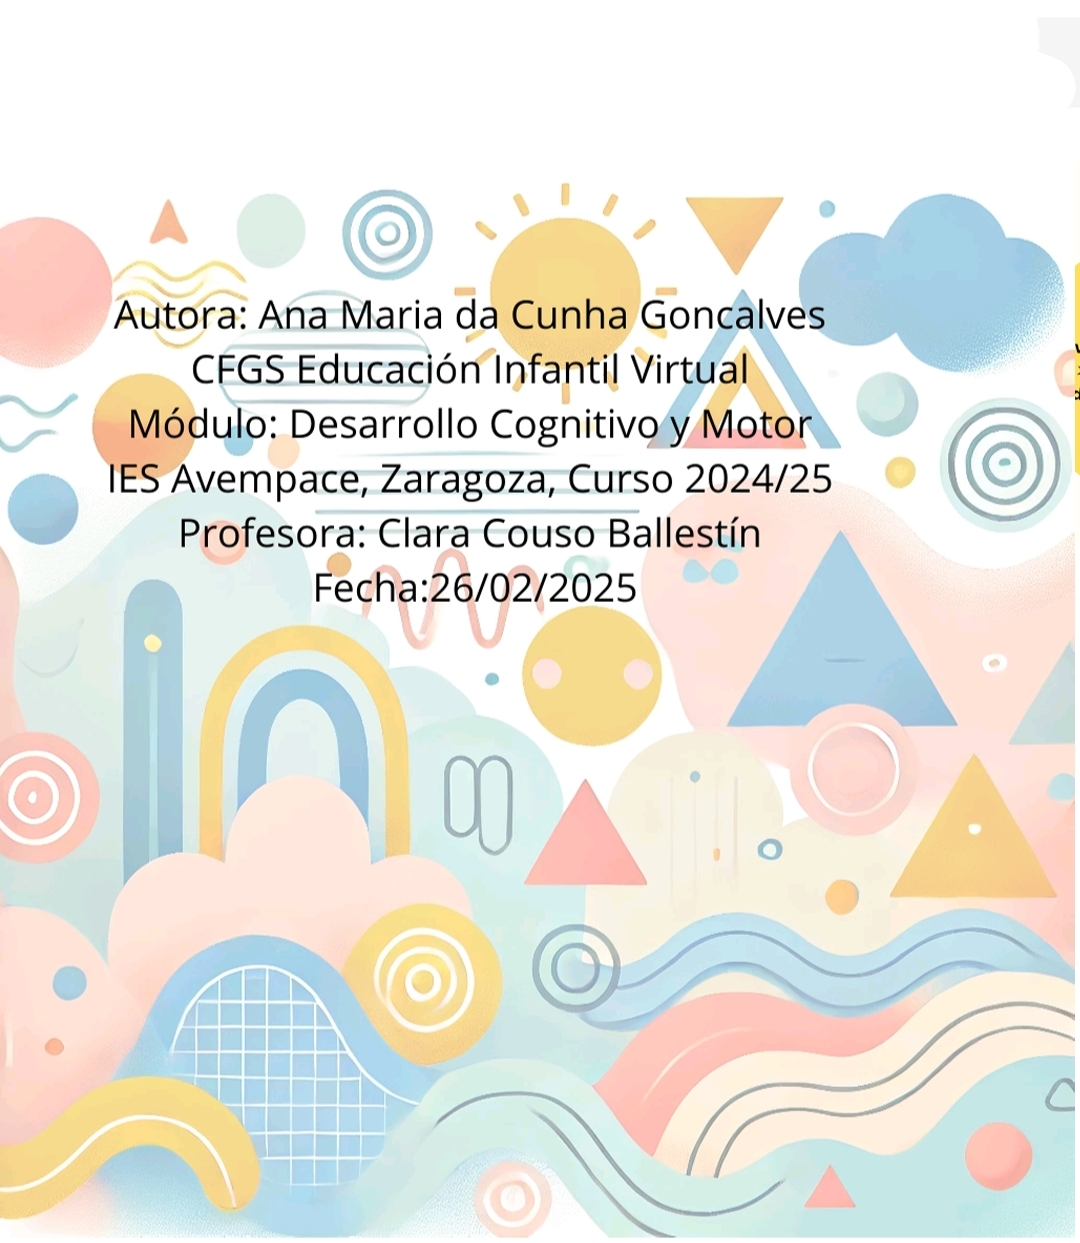 Autora: Ana Maria da Cunha Goncalves
CFGS Educación Infantil Virtual
Módulo: Desarrollo Cognitivo y Motor
IES Avempace, Zaragoza, Curso 2024/25
Profesora: Clara Couso Ballestín
Fecha:26/02/2025